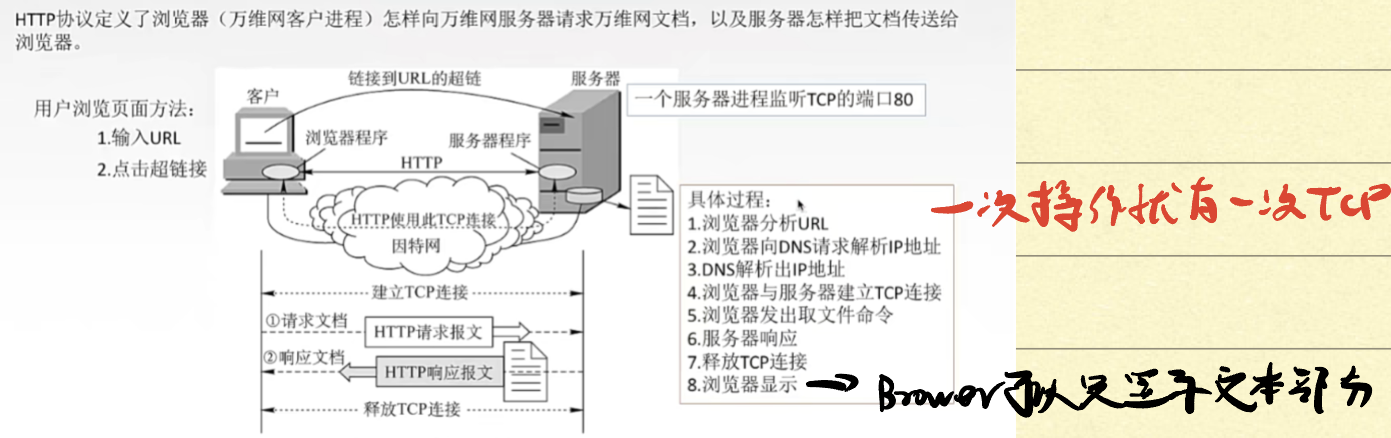 HTTP协议定义了浏览器（万维网客户进程）怎样向万维网服务器请求万维网文档，以及服务器怎样把文档传送给
浏览器。
用户浏览页面方法：
1.输入URL
2.点击超链接
链接到URL的超链
客户
服务器
一个服务器进程监听TCP的端口80
浏览器程序
服务器程序
HTTP
HTTP使用此TCP连接
因特网
建立TCP连接
①请求文档
HTTP请求报文
②响应文档
HTTP响应报文
释放TCP连接
具体过程：
1.浏览器分析URL
2.浏览器向DNS请求解析IP地址
3.DNS解析出IP地址
4.浏览器与服务器建立TCP连接
5.浏览器发出取文件命令
6.服务器响应
7.释放TCP连接
8.浏览器显示
一次操作就有一次TCP
→ Brower可以只显示文本部分